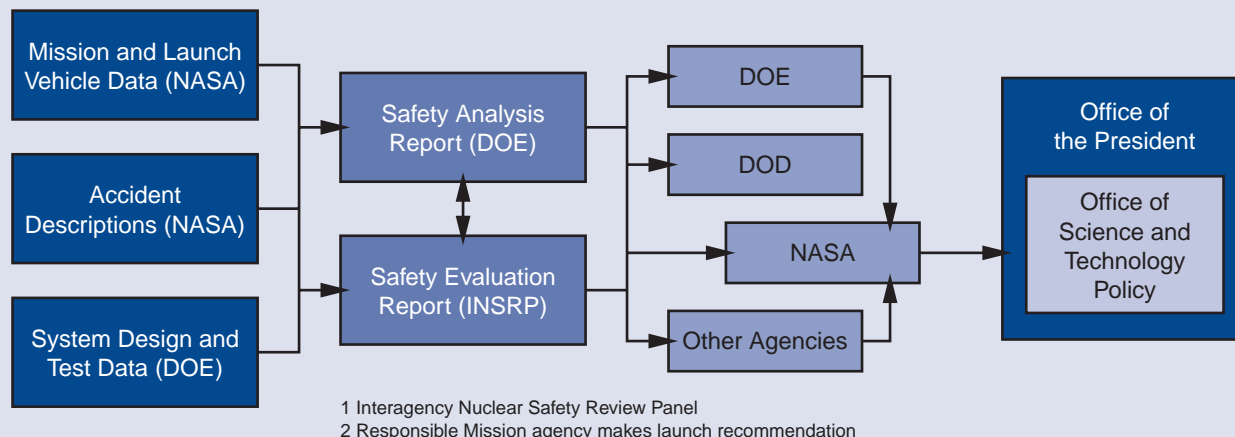 Mission and Launch
Vehicle Data (NASA)
Accident
Descriptions (NASA)
System Design and
Test Data (DOE)
Safety Analysis
Report (DOE)
Safety Evaluation
Report (INSRP)
DOE
DOD
NASA
Other Agencies
Office of
the President
Office of
Science and
Technology
Policy
1 Interagency Nuclear Safety Review Panel
2 Responsible Mission agency makes launch recommendation